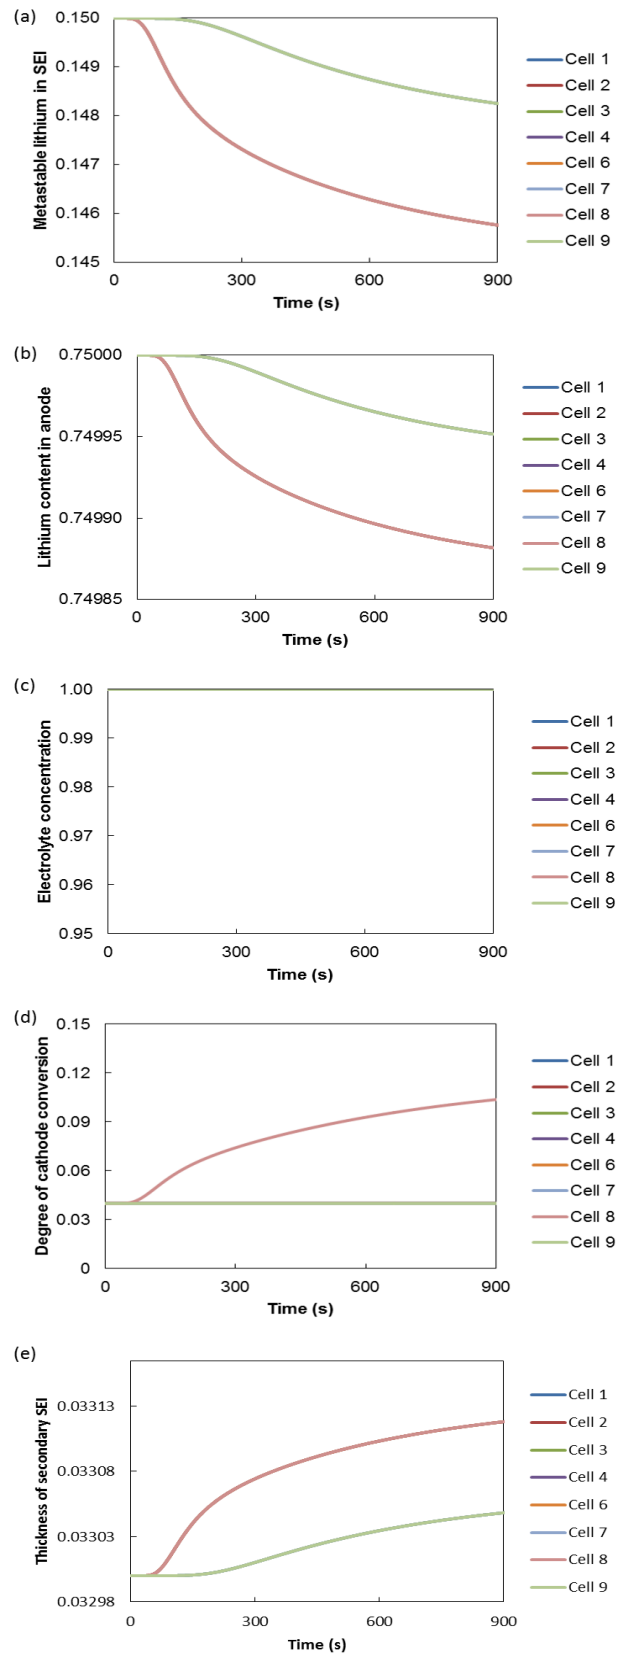 (a)
Metastable lithium in SEI
0.150
0.149
0.148
0.147
0.146
0.145
0
300
600
900
Time (s)
Cell 1
Cell 2
Cell 3
Cell 4
Cell 6
Cell 7
Cell 8
Cell 9
(b)
Lithium content in anode
0.75000
0.74995
0.74990
0.74985
0
300
600
900
Time (s)
Cell 1
Cell 2
Cell 3
Cell 4
Cell 6
Cell 7
Cell 8
Cell 9
(c)
Electrolyte concentration
1.00
0.99
0.98
0.97
0.96
0.95
0
300
600
900
Time (s)
Cell 1
Cell 2
Cell 3
Cell 4
Cell 6
Cell 7
Cell 8
Cell 9
(d)
Degree of cathode conversion
0.15
0.12
0.09
0.06
0.03
0
0
300
600
900
Time (s)
Cell 1
Cell 2
Cell 3
Cell 4
Cell 6
Cell 7
Cell 8
Cell 9
(e)
Thickness of secondary SEI
0.03313
0.03308
0.03303
0.03298
0
300
600
900
Time (s)
Cell 1
Cell 2
Cell 3
Cell 4
Cell 6
Cell 7
Cell 8
Cell 9